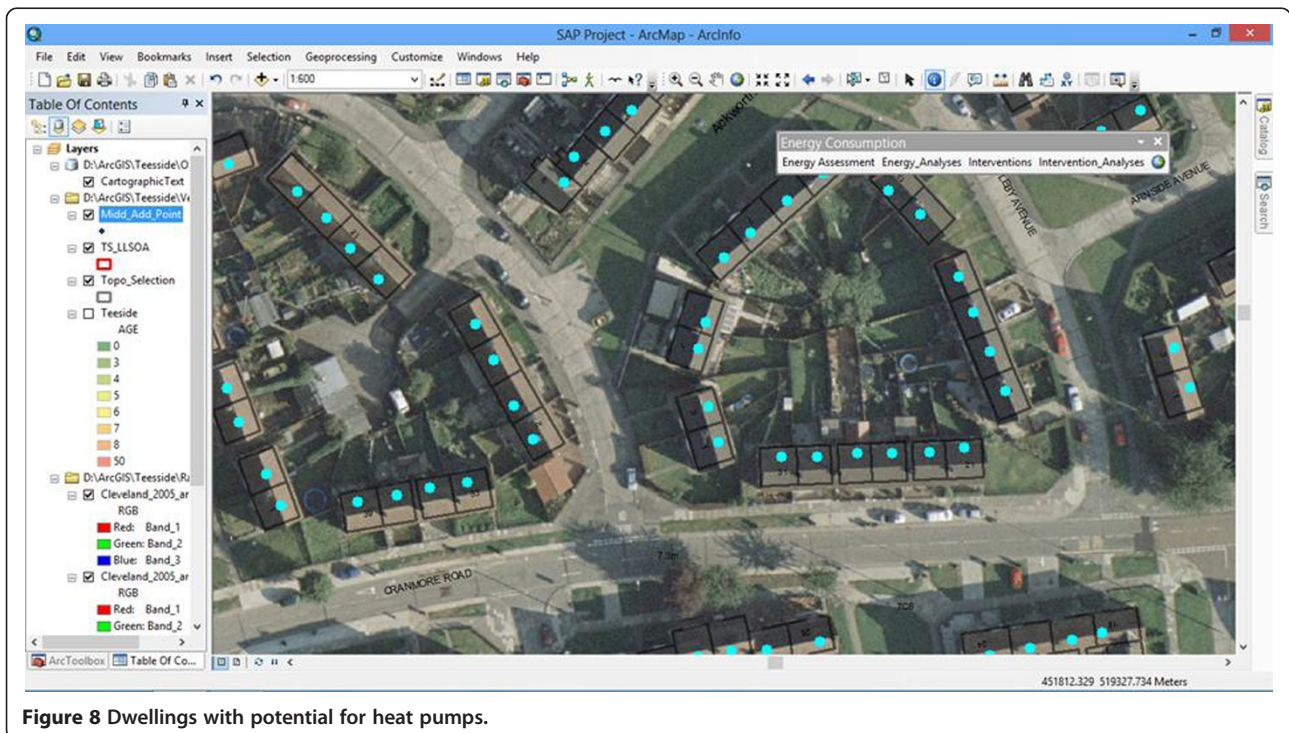 SAP Project - ArcMap - ArcInfo
File Edit View Bookmarks Insert Selection Geoprocessing Customize Windows Help
1:600
Table Of Contents
Layers
D:\ArcGIS\Teesside\O
CartographicText
D:\ArcGIS\Teesside\Ve
Midd_Add_Point
TS_LLSOA
Topo_Selection
Teeside
AGE
0
3
4
5
6
7
8
50
D:\ArcGIS\Teesside\Ra
Cleveland_2005_ar
RGB
Red: Band_1
Green: Band_2
Blue: Band_3
Cleveland_2005_ar
RGB
Red: Band_1
Green: Band_2
ArcToolbox
Table Of Co...
Energy Consumption
Energy Assessment Energy_Analyses Interventions Intervention_Analyses
Catalog
Search
LEBY AVENUE
ARNSIDE AVENUE
CRANMORE ROAD
451812.329 519327.734 Meters
Figure 8 Dwellings with potential for heat pumps.